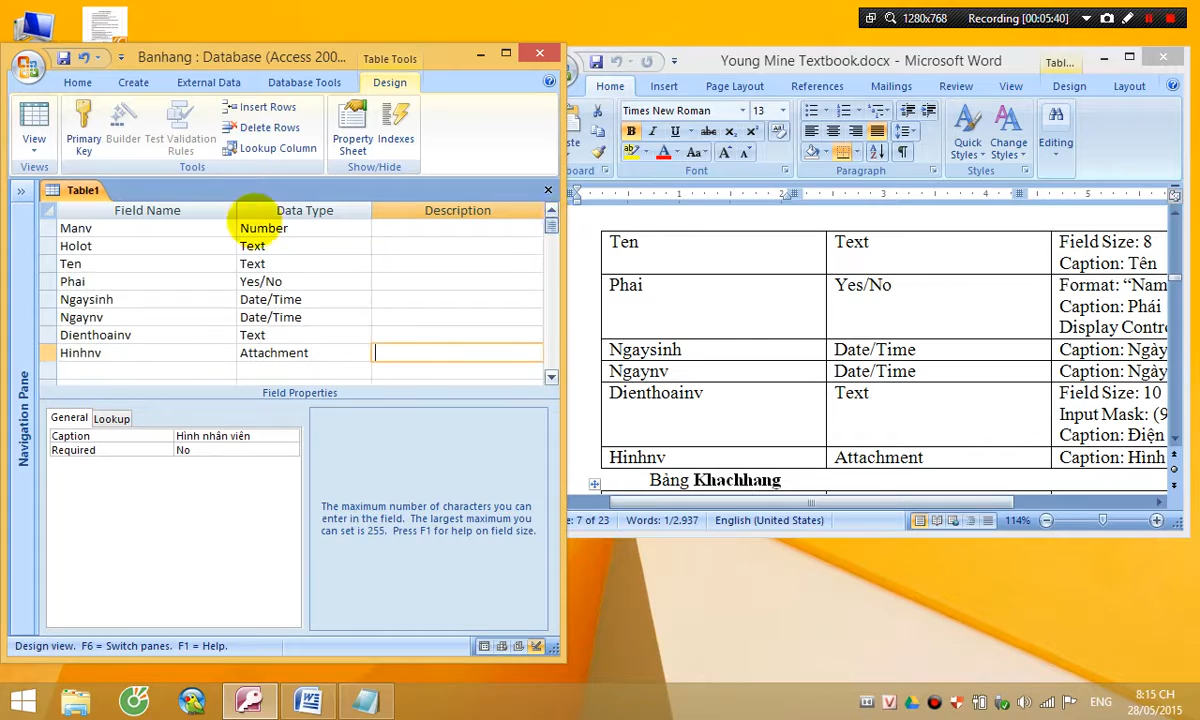 1280x768 Recording [00:05:40]
Banhang : Database (Access 200... Table Tools
Home Create External Data Database Tools Design
View
Views
Primary Key
Builder
Test Validation Rules
Insert Rows
Delete Rows
Lookup Column
Tools
Property Sheet
Indexes
Show/Hide
Table1
Field Name Data Type Description
Manv Number
Holot Text
Ten Text
Phai Yes/No
Ngaysinh Date/Time
Ngaynv Date/Time
Dienthoainv Text
Hinhnv Attachment
Field Properties
General Lookup
Caption Hình nhân viên
Required No
The maximum number of characters you can
enter in the field. The largest maximum you
can set is 255. Press F1 for help on field size.
Navigation Pane
Design view. F6 = Switch panes. F1 = Help.
Young Mine Textbook.docx - Microsoft Word Tabl...
Home Insert Page Layout References Mailings Review View Design Layout
Times New Roman 13
Quick Styles
Change Styles
Editing
oard Font Paragraph Styles
1 2 3 4 5
Ten Text Field Size: 8
Caption: Tên
Phai Yes/No Format: “Nam
Caption: Phái
Display Contro
Ngaysinh Date/Time Caption: Ngày
Ngaynv Date/Time Caption: Ngày
Dienthoainv Text Field Size: 10
Input Mask: (9
Caption: Điện
Hinhnv Attachment Caption: Hình
Bảng Khachhang
e: 7 of 23 Words: 1/2.937 English (United States) 114%
ENG
8:15 CH
28/05/2015